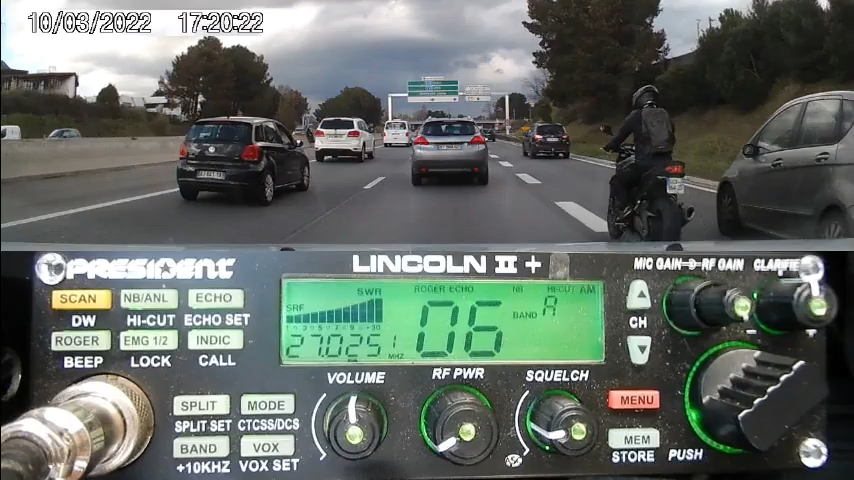 10/03/2022 17:20:22
PRESIDENT
LINCOLN II +
MIC GAIN RF GAIN CLARIFIER
SCAN NB/ANL ECHO
DW HI-CUT ECHO SET
ROGER EMG 1/2 INDIC
BEEP LOCK CALL
SWR ROGER ECHO NB HI-CUT AM
SRF
06 BAND A
27.0251 MHZ
CH
VOLUME RF PWR SQUELCH
SPLIT MODE
SPLIT SET CTCSS/DCS
BAND VOX
+10KHZ VOX SET
MENU
MEM
STORE PUSH